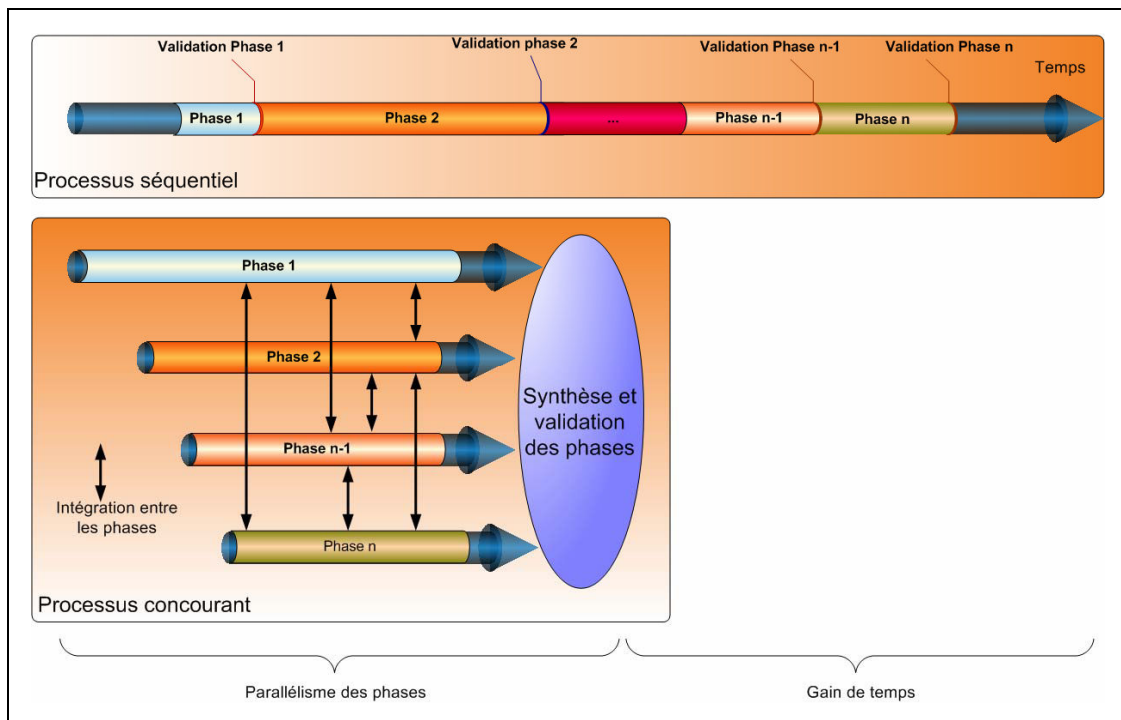 Validation Phase 1
Validation phase 2
Validation Phase n-1
Validation Phase n
Temps
Phase 1
Phase 2
...
Phase n-1
Phase n
Processus séquentiel
Phase 1
Phase 2
Phase n-1
Phase n
Synthèse et
validation
des phases
Intégration entre
les phases
Processus concourant
Parallélisme des phases
Gain de temps